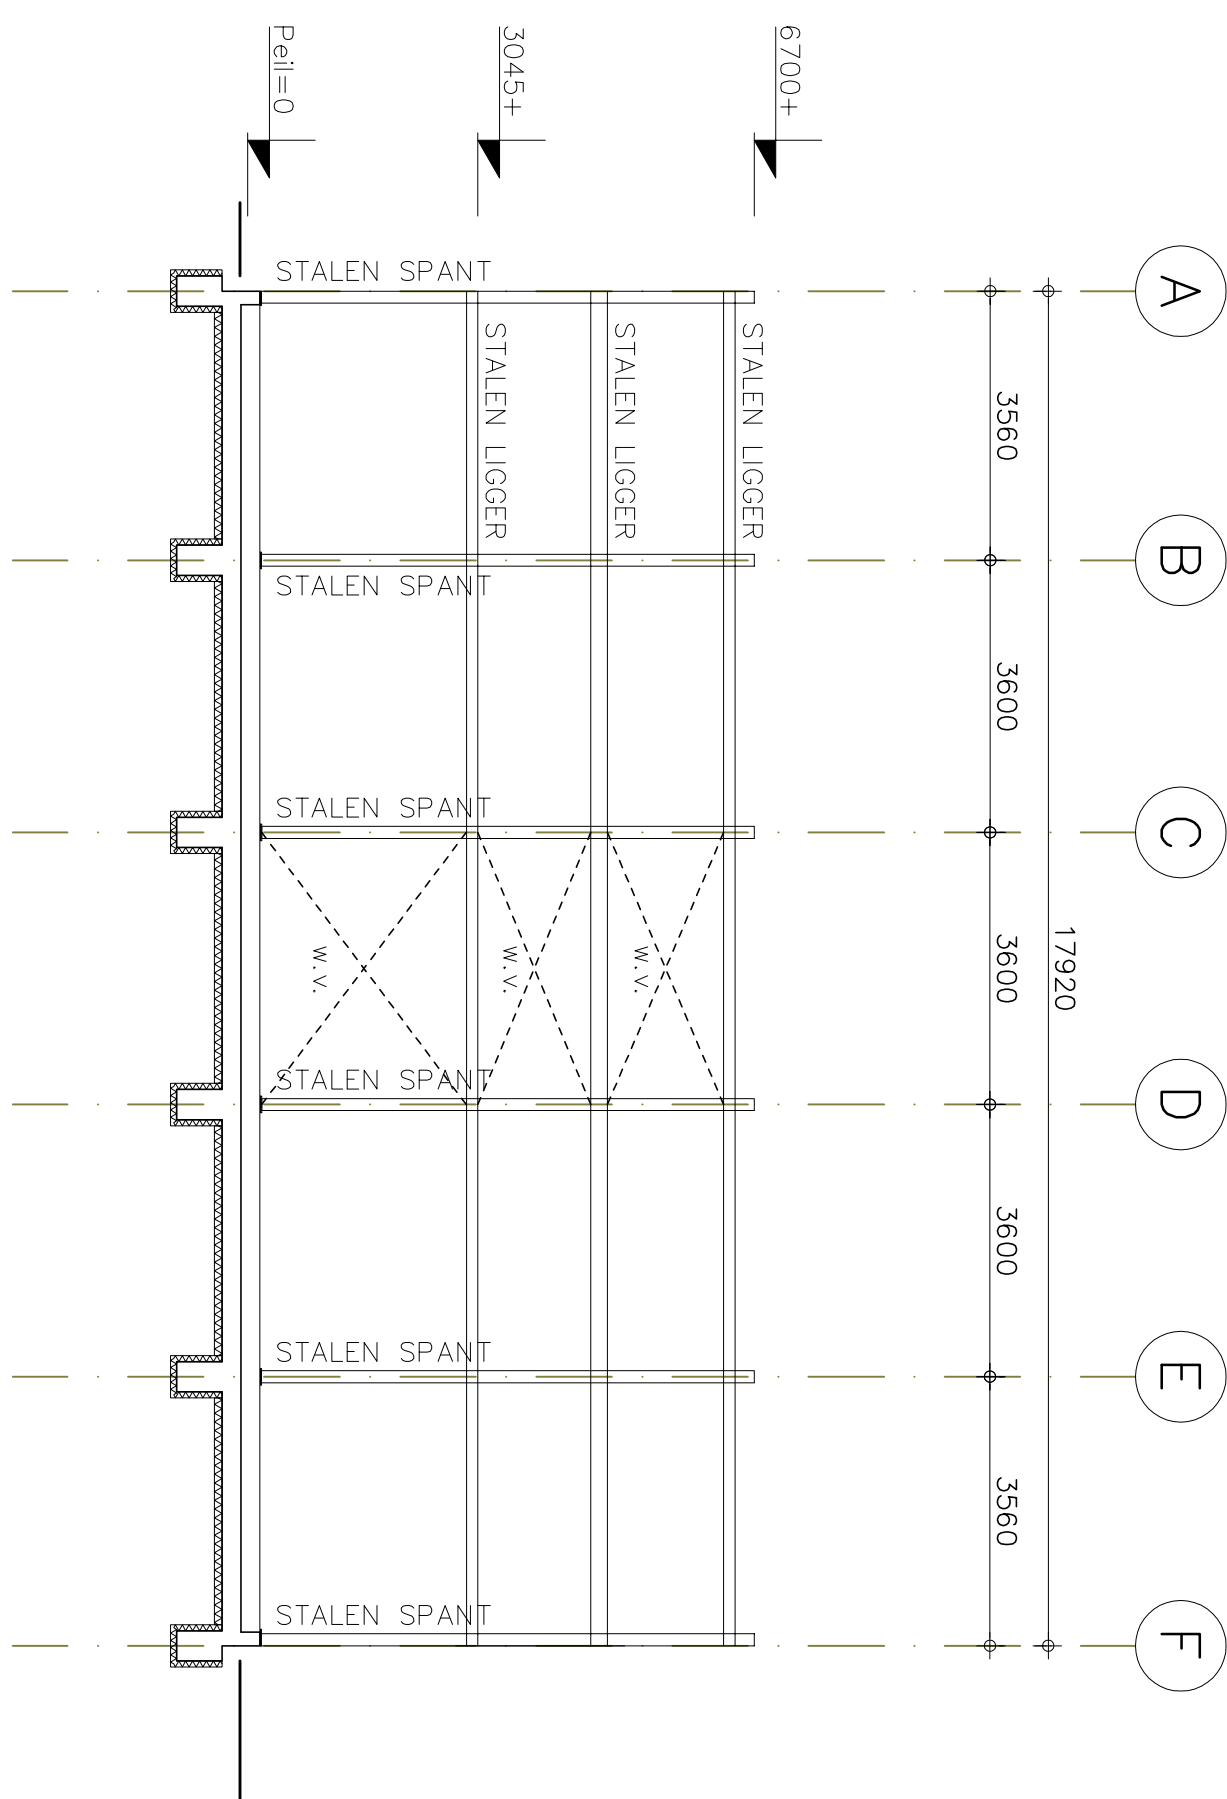 A
B
C
D
E
F
17920
3560
3600
3600
3600
3560
6700+
STALEN LIGGER
STALEN LIGGER
W.V.
3045+
STALEN LIGGER
W.V.
W.V.
STALEN SPANT
STALEN SPANT
STALEN SPANT
STALEN SPANT
STALEN SPANT
STALEN SPANT
Peil=0